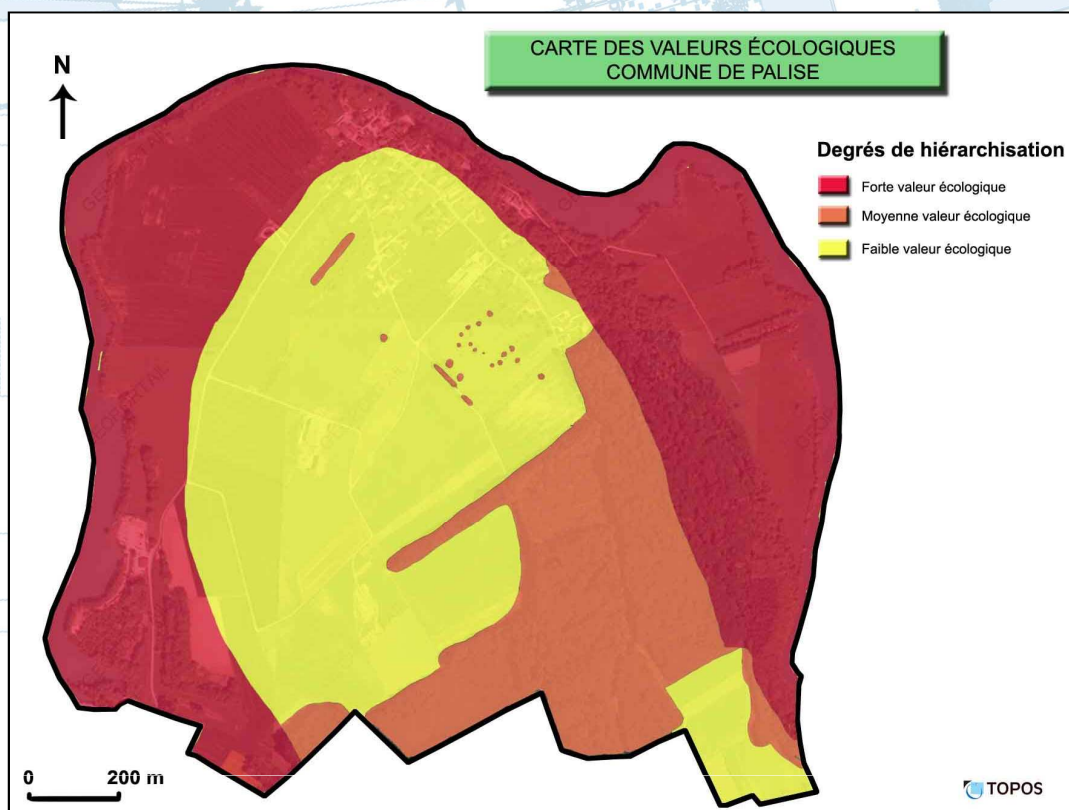 CARTE DES VALEURS ÉCOLOGIQUES
COMMUNE DE PALISE
N
Degrés de hiérarchisation
Forte valeur écologique
Moyenne valeur écologique
Faible valeur écologique
0 200 m
TOPOS